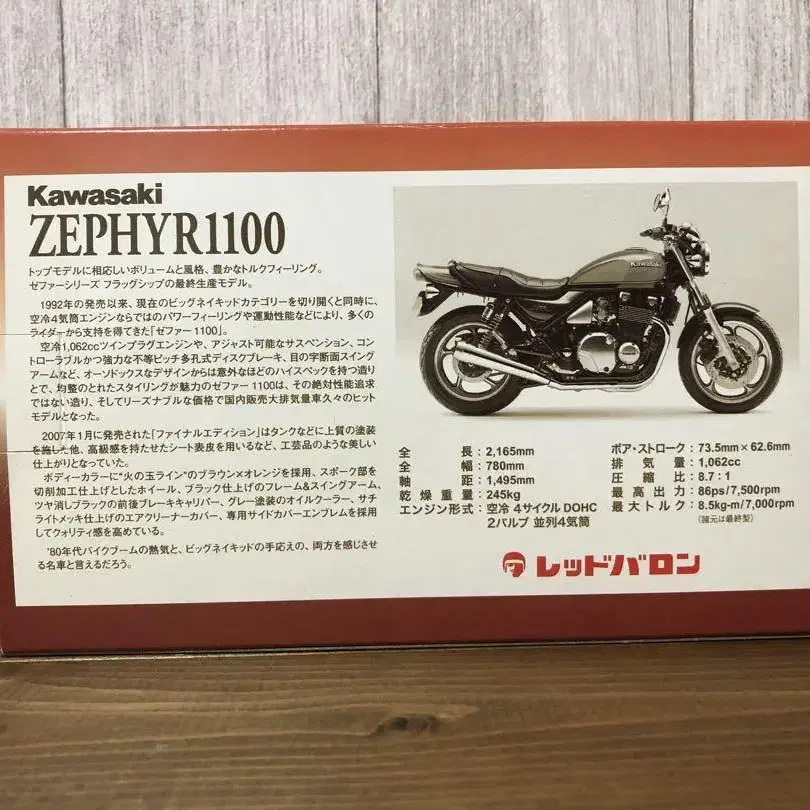 Kawasaki
ZEPHYR1100
トップモデルに相応しいボリュームと風格、豊かなトルクフィーリング。
ゼファーシリーズ フラッグシップの最終生産モデル。
1992年の発売以来、現在のビッグネイキッドカテゴリーを切り開くと同時に、
空冷4気筒エンジンならではのパワーフィーリングや運動性能などにより、多くの
ライダーから支持を得てきた「ゼファー1100」。
空冷1,062ccツインプラグエンジンや、アジャスト可能なサスペンション、コン
トローラブルかつ強力な不等ピッチ多孔式ディスクブレーキ、目の字断面スイング
アームなど、オーソドックスなデザインからは意外なほどのハイスペックを持つ造り
とで、均整のとれたスタイリングが魅力のゼファー1100は、その絶対性能追求
ではない造り、そしてリーズナブルな価格で国内販売大排気量車久々のヒット
モデルとなった。
2007年1月に発売された「ファイナルエディション」はタンクなどに上質の塗装
を施した他、高級感を持たせたシート表皮を用いるなど、工芸品のような美しい
仕上がりとなっていた。
ボディーカラーに“火の玉ライン”のブラウン×オレンジを採用、スポーク部を
切削加工仕上げとしたホイール、ブラック仕上げのフレーム&スイングアーム、
ツヤ消しブラックの前後ブレーキキャリパー、グレー塗装のオイルクーラー、サチ
ライトメッキ仕上げのエアクリーナーカバー、専用サイドカバーエンブレムを採用
してクォリティ感を高めている。
'80年代バイクブームの熱気と、ビッグネイキッドの手応えの、両方を感じさせ
る名車と言えるだろう。
Kawasaki
全長:2,165mm
全幅:780mm
軸距:1,495mm
乾燥重量:245kg
エンジン形式:空冷 4サイクル DOHC
2バルブ 並列4気筒
ボア・ストローク:73.5mm×62.6mm
排気量:1,062cc
圧縮比:8.7:1
最高出力:86ps/7,500rpm
最大トルク:8.5kg-m/7,000rpm
(諸元は最終型)
レッドバロン